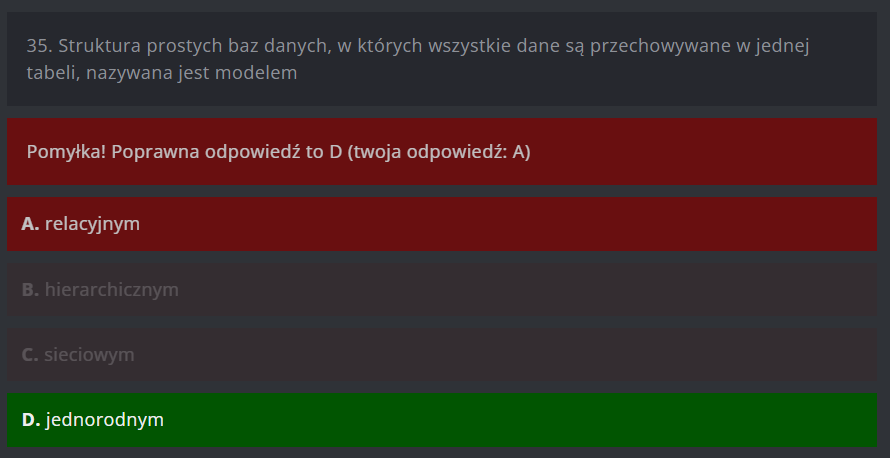 35. Struktura prostych baz danych, w których wszystkie dane są przechowywane w jednej
tabeli, nazywana jest modelem
Pomyłka! Poprawna odpowiedź to D (twoja odpowiedź: A)
A. relacyjnym
B. hierarchicznym
C. sieciowym
D. jednorodnym